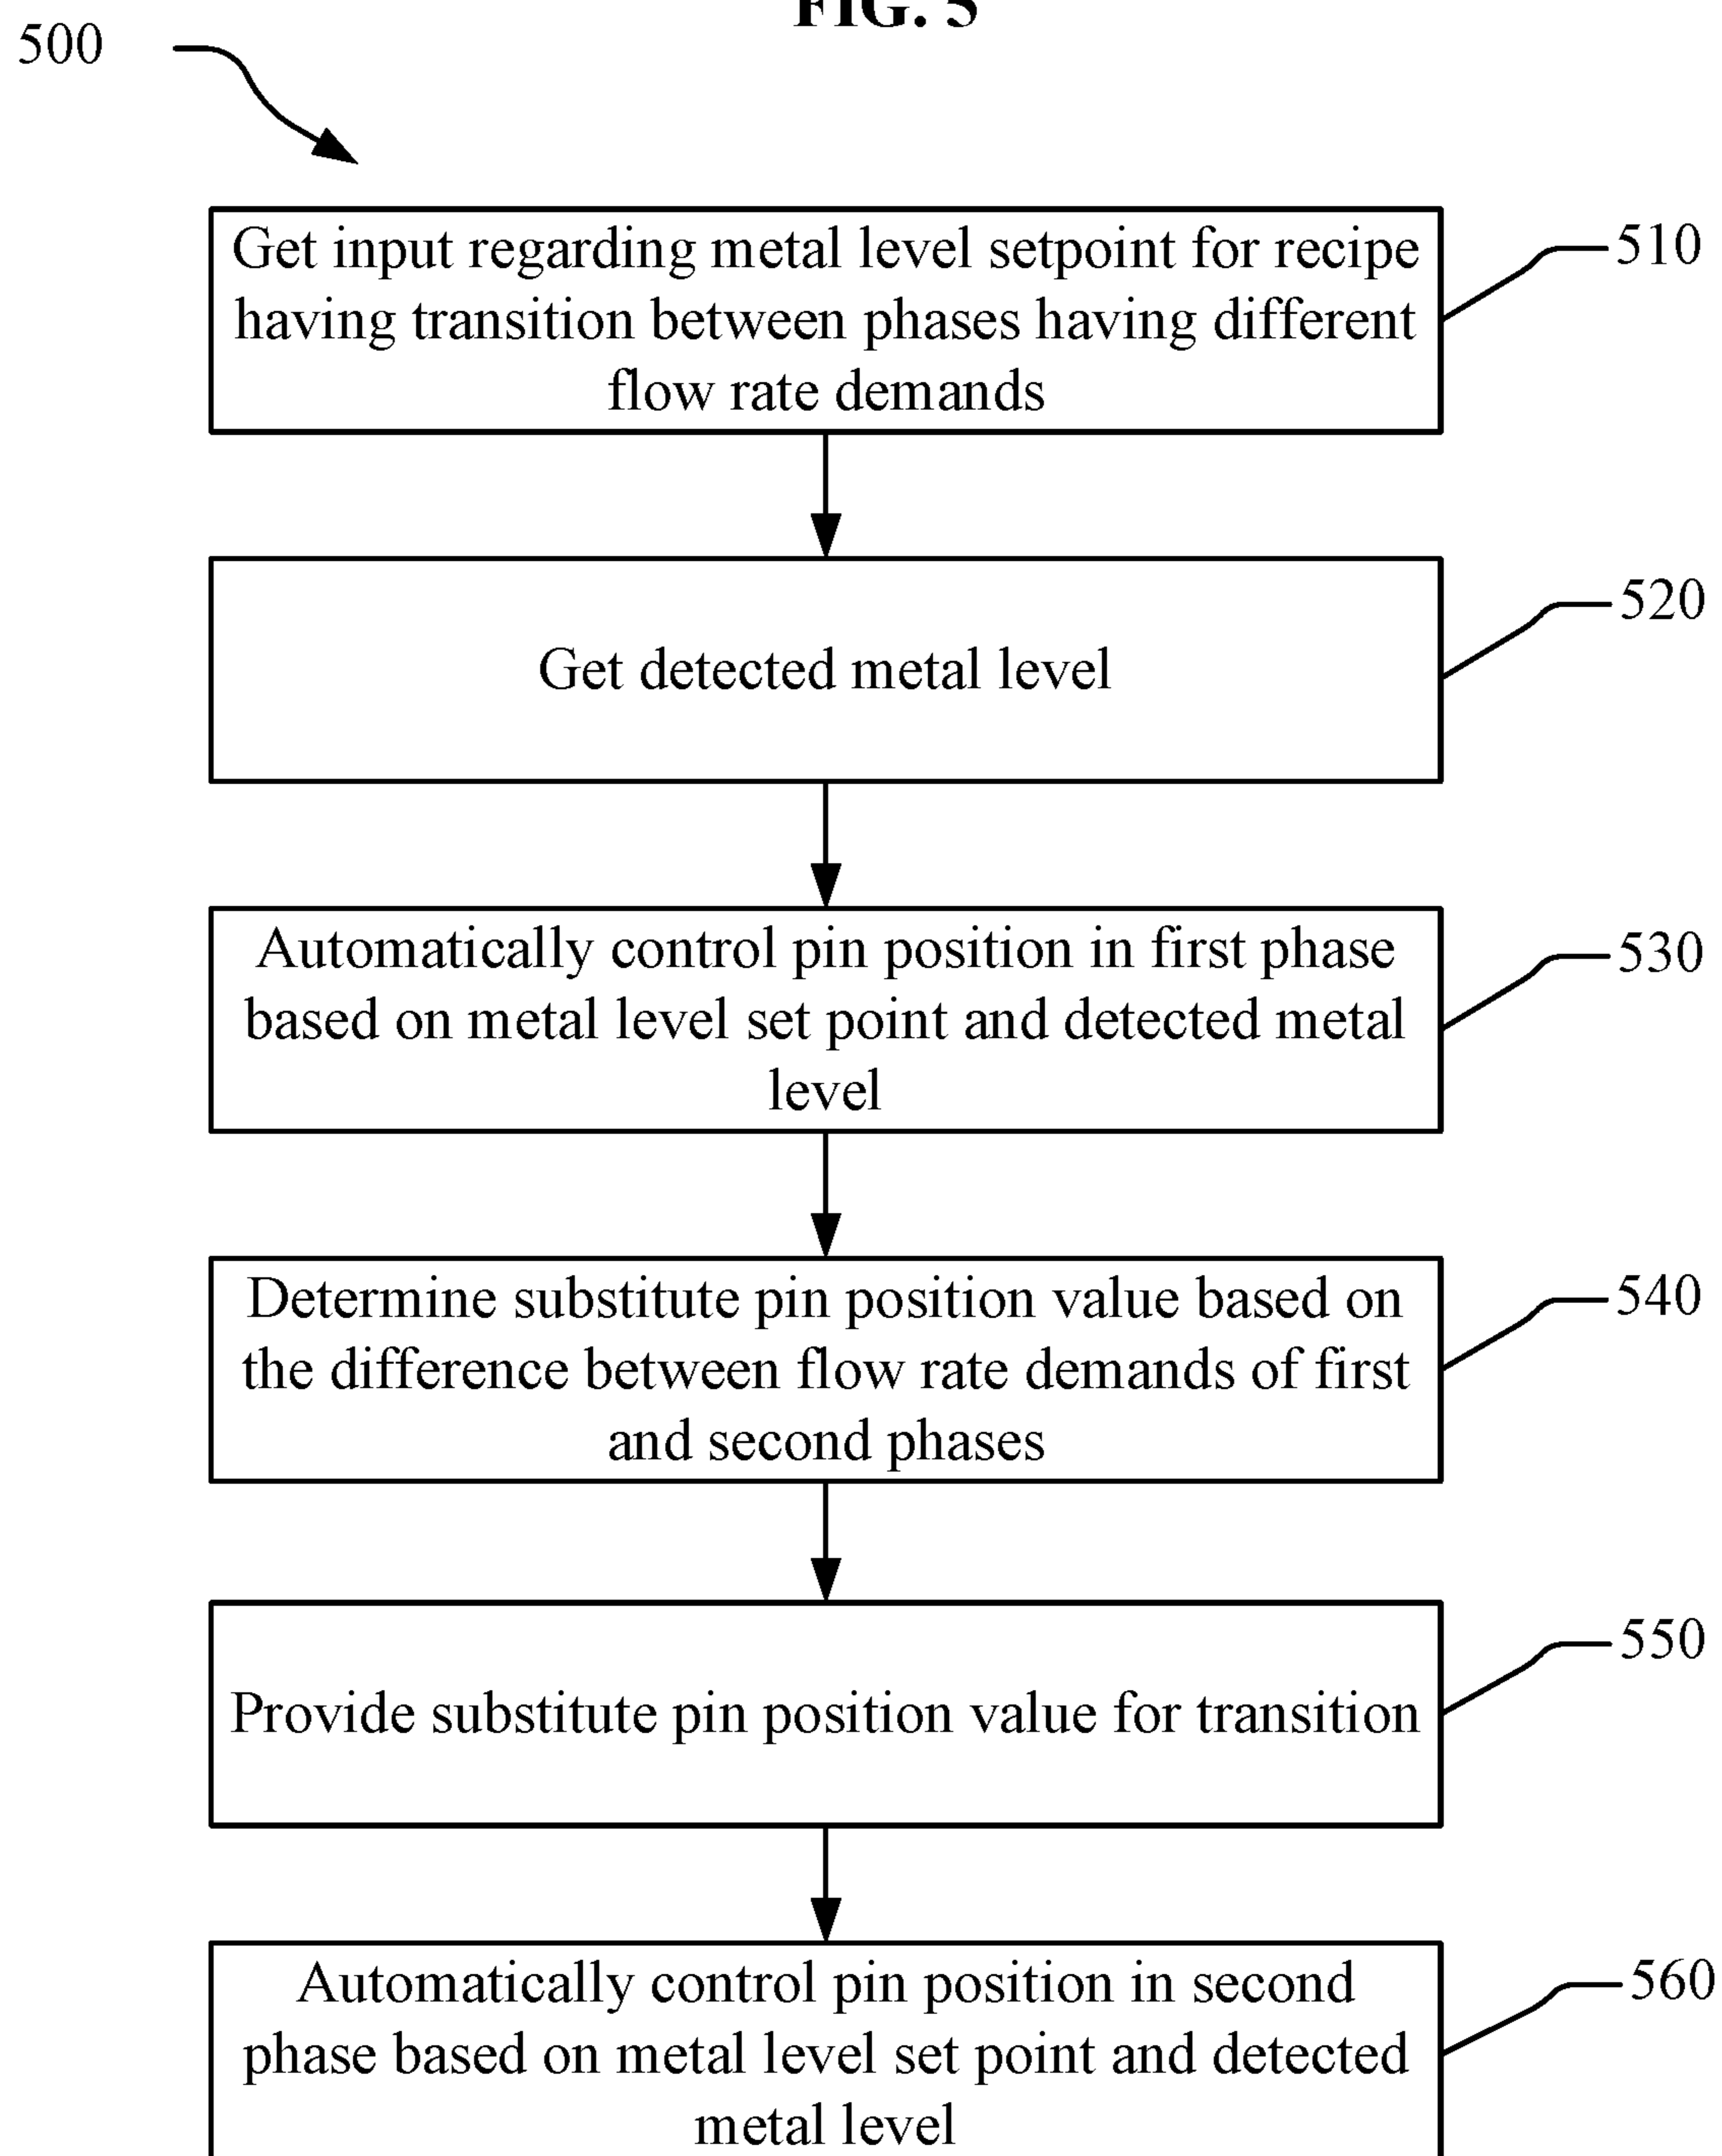 FIG. 5
500
Get input regarding metal level setpoint for recipe
having transition between phases having different
flow rate demands
510
Get detected metal level
520
Automatically control pin position in first phase
based on metal level set point and detected metal
level
530
Determine substitute pin position value based on
the difference between flow rate demands of first
and second phases
540
Provide substitute pin position value for transition
550
Automatically control pin position in second
phase based on metal level set point and detected
metal level
560